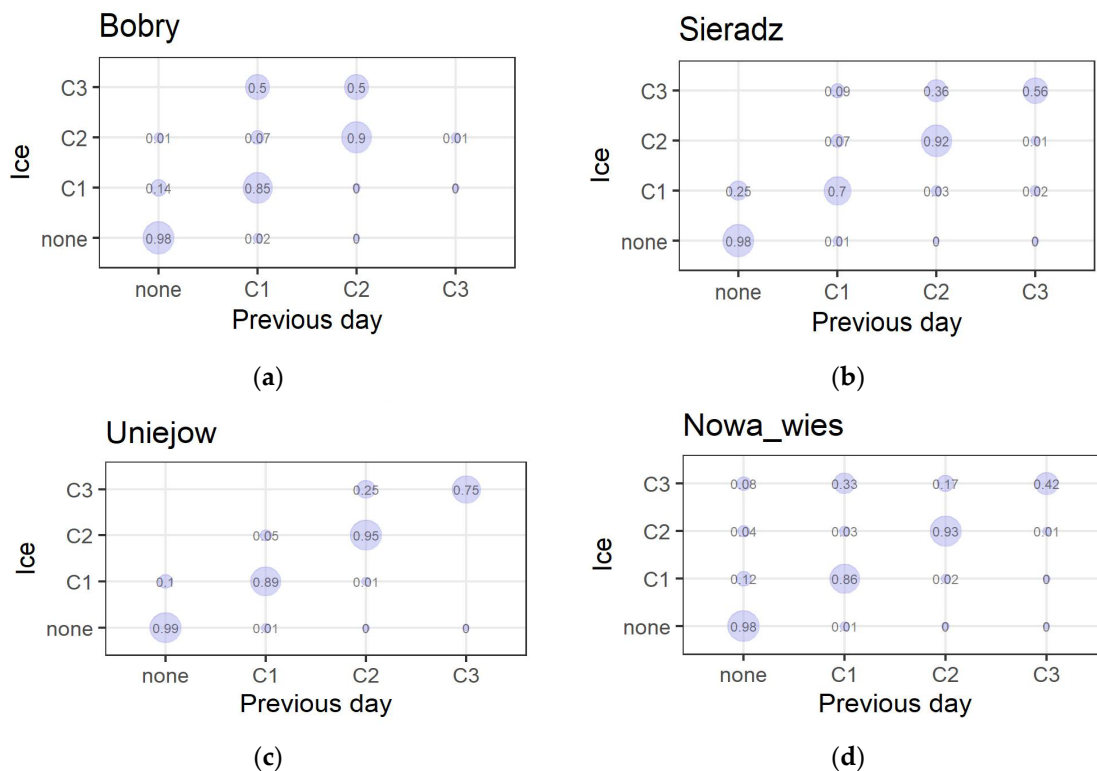 Bobry
C3 0.5 0.5
C2 0.01 0.07 0.9 0.01
Ice
C1 0.14 0.85 0 0
none 0.98 0.02 0
none C1 C2 C3
Previous day
(a)
Sieradz
C3 0.09 0.36 0.56
C2 0.07 0.92 0.01
Ice
C1 0.25 0.7 0.03 0.02
none 0.98 0.01 0 0
none C1 C2 C3
Previous day
(b)
Uniejow
C3 0.25 0.75
C2 0.05 0.95
Ice
C1 0.1 0.89 0.01
none 0.99 0.01 0 0
none C1 C2 C3
Previous day
(c)
Nowa_wies
C3 0.08 0.33 0.17 0.42
C2 0.04 0.03 0.93 0.01
Ice
C1 0.12 0.86 0.02 0
none 0.98 0.01 0 0
none C1 C2 C3
Previous day
(d)